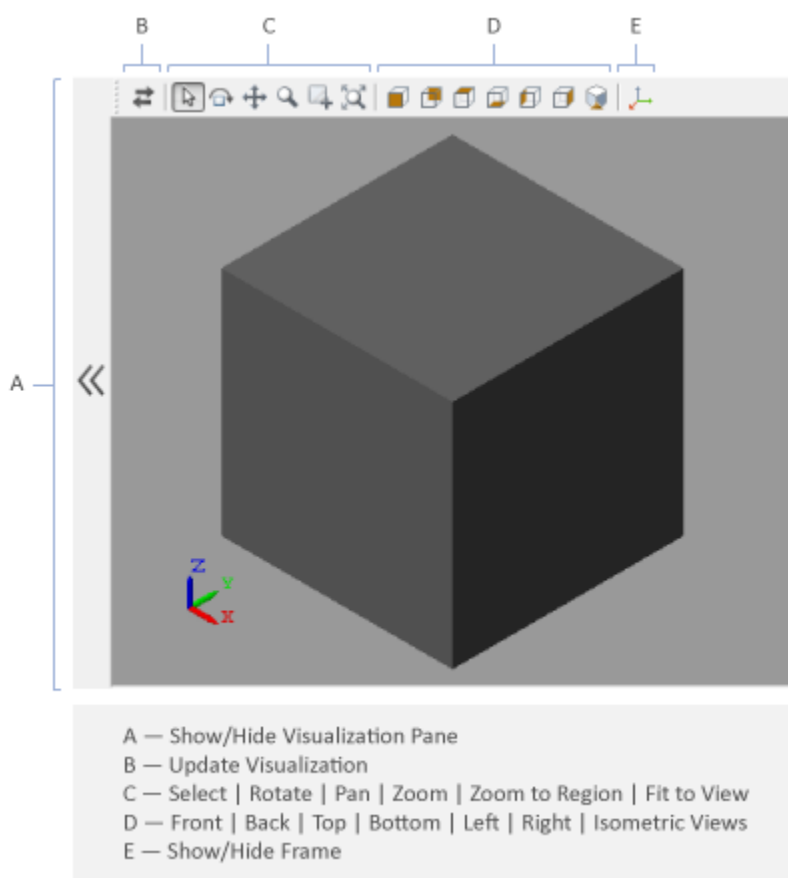 B
C
D
E
A
Z
Y
X
A — Show/Hide Visualization Pane
B — Update Visualization
C — Select | Rotate | Pan | Zoom | Zoom to Region | Fit to View
D — Front | Back | Top | Bottom | Left | Right | Isometric Views
E — Show/Hide Frame